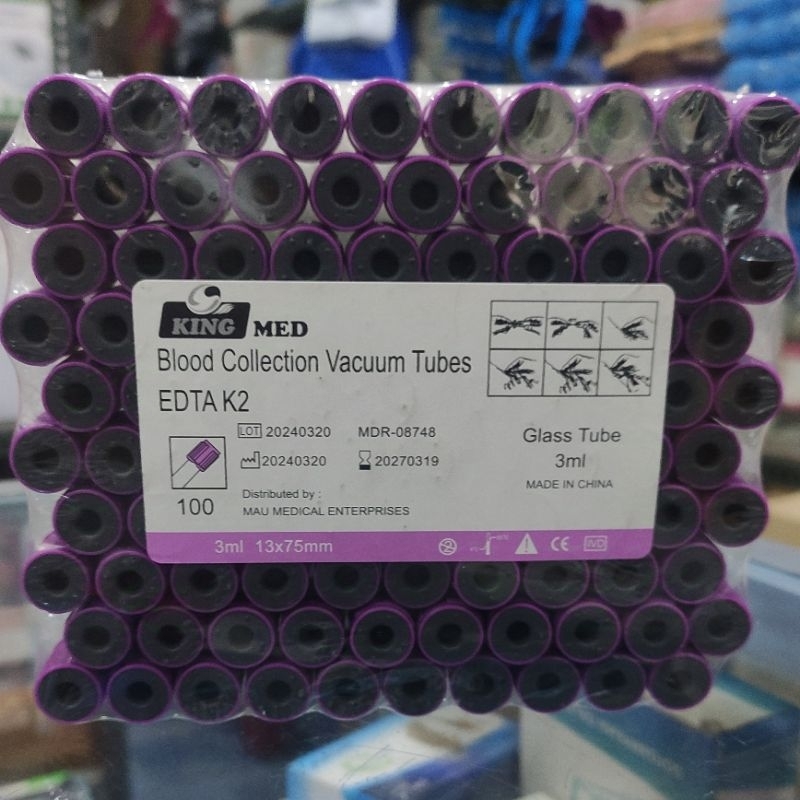 KING MED
Blood Collection Vacuum Tubes
EDTA K2
LOT 20240320 MDR-08748
20240320 20270319
100
Distributed by :
MAU MEDICAL ENTERPRISES
Glass Tube
3ml
MADE IN CHINA
3ml 13x75mm
CE IVD